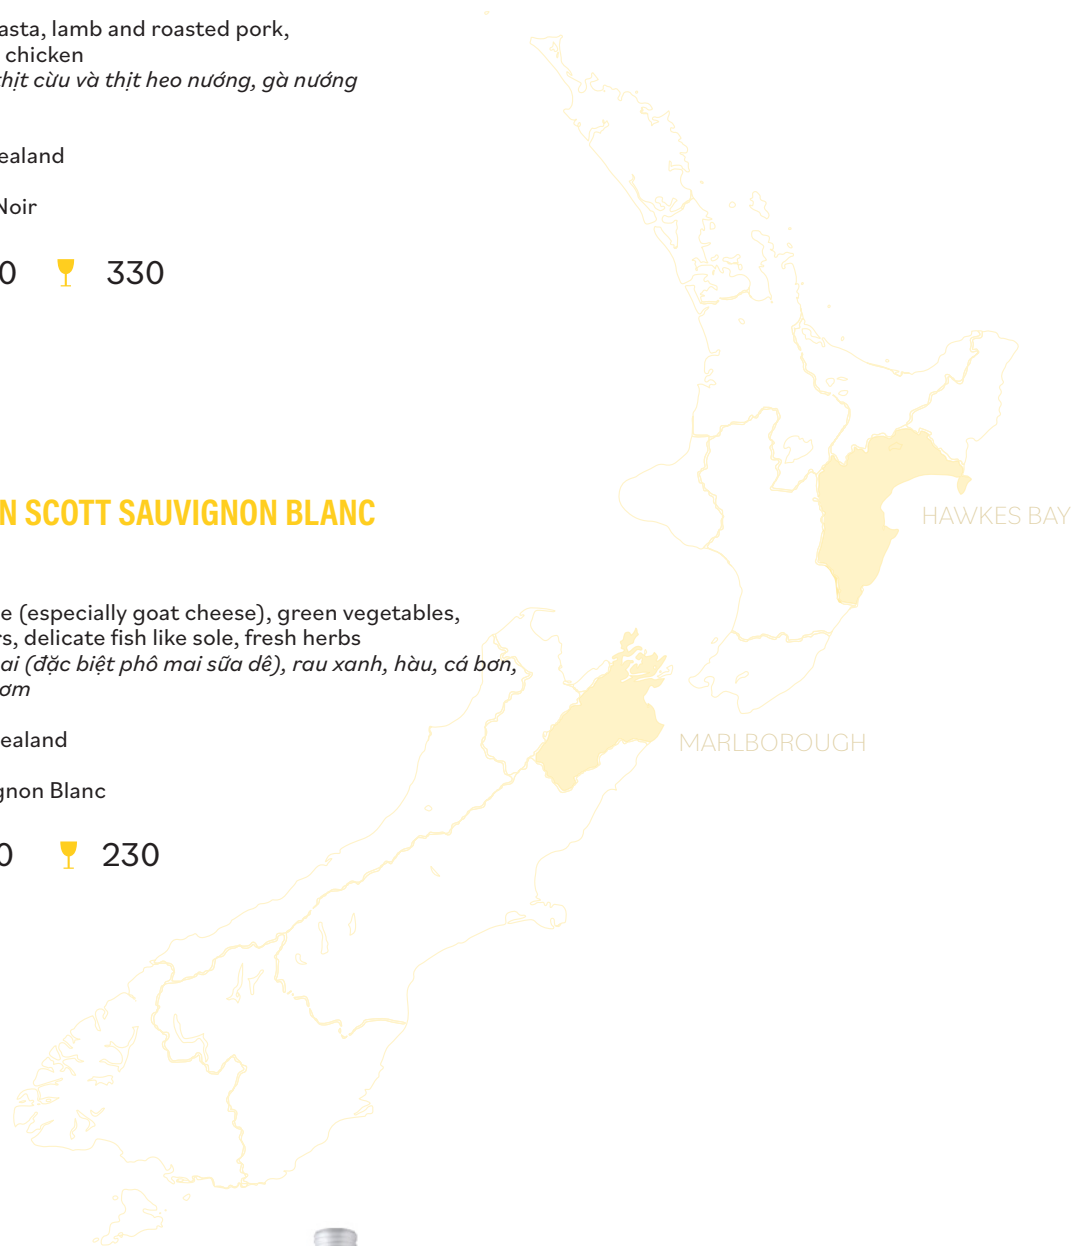 asta, lamb and roasted pork,
chicken
hịt cừu và thịt heo nướng, gà nướng
ealand
Noir
0 330
N SCOTT SAUVIGNON BLANC
HAWKES BAY
e (especially goat cheese), green vegetables,
rs, delicate fish like sole, fresh herbs
ai (đặc biệt phô mai sữa dê), rau xanh, hàu, cá bơn,
ơm
ealand
MARLBOROUGH
gnon Blanc
0 230